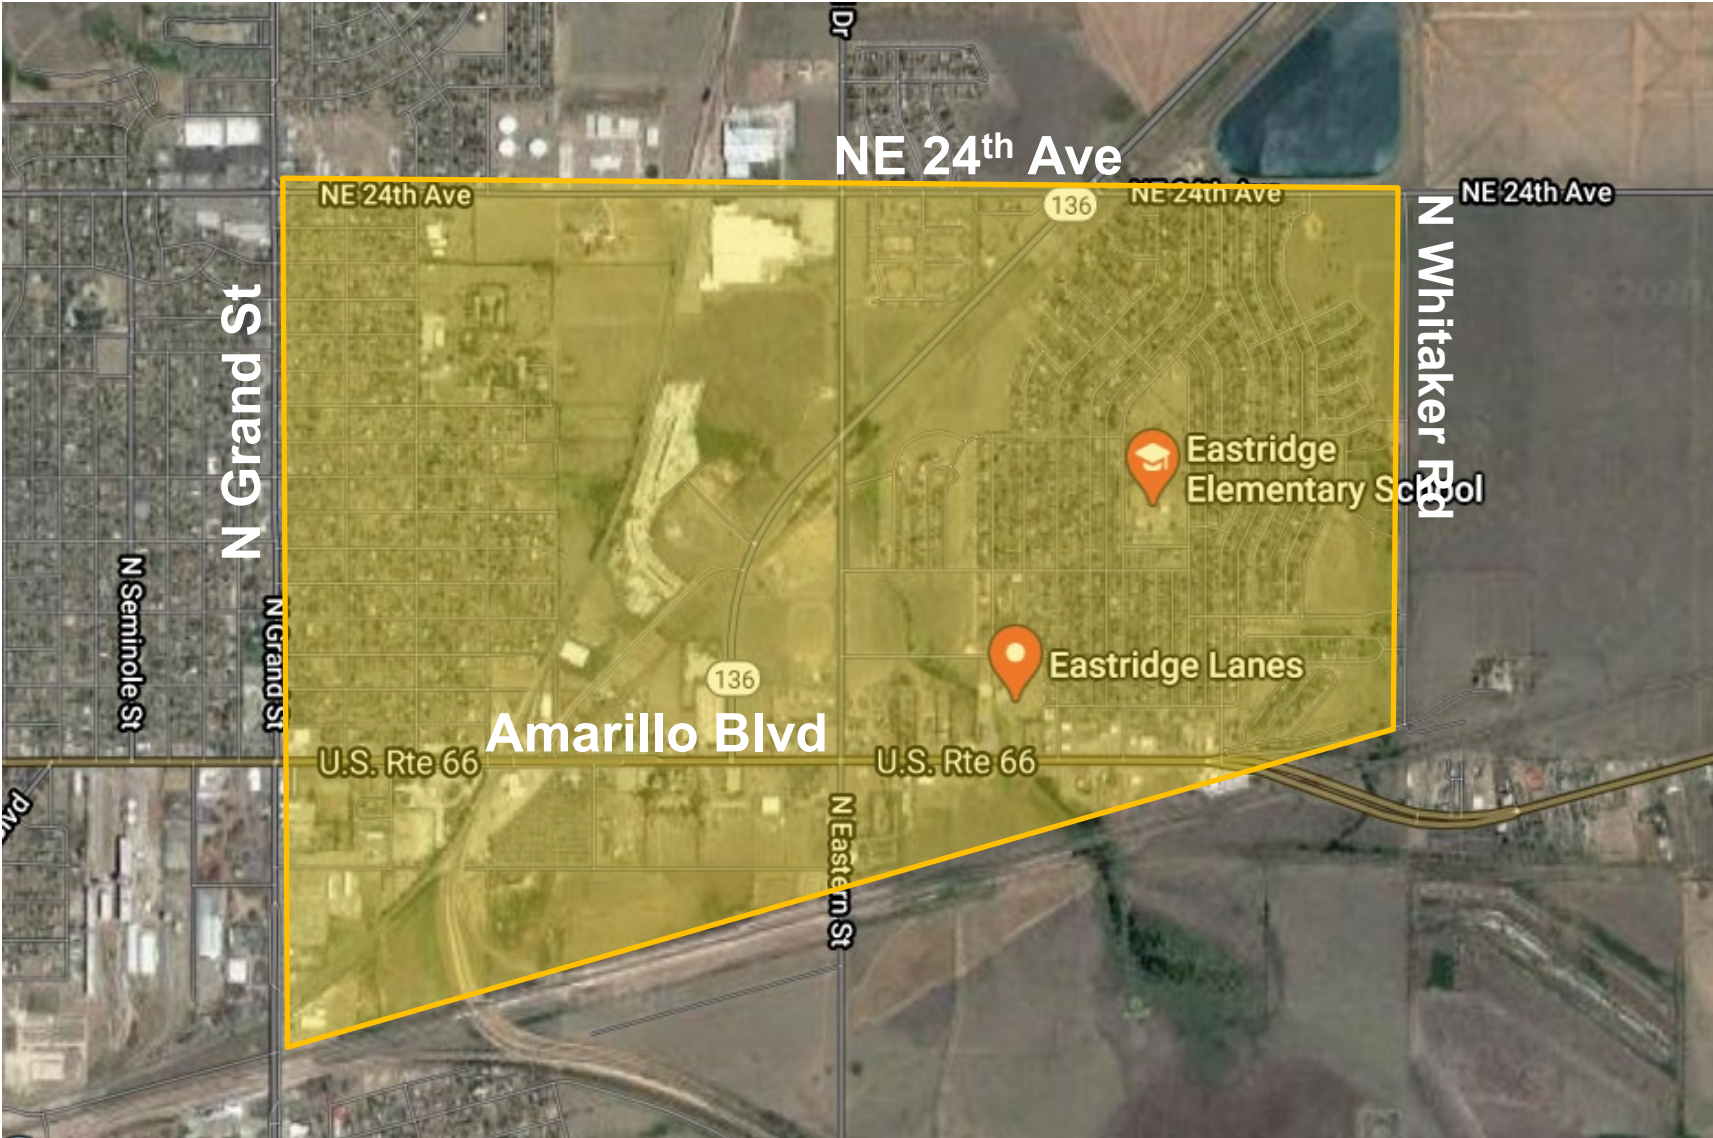 Dr
NE 24th Ave
NE 24th Ave
136
NE 24th Ave
NE 24th Ave
N Whitaker Rd
N Grand St
Eastridge
Elementary School
N Seminole St
N Grand St
Eastridge Lanes
136
Amarillo Blvd
U.S. Rte 66
U.S. Rte 66
lvd
N Eastern St